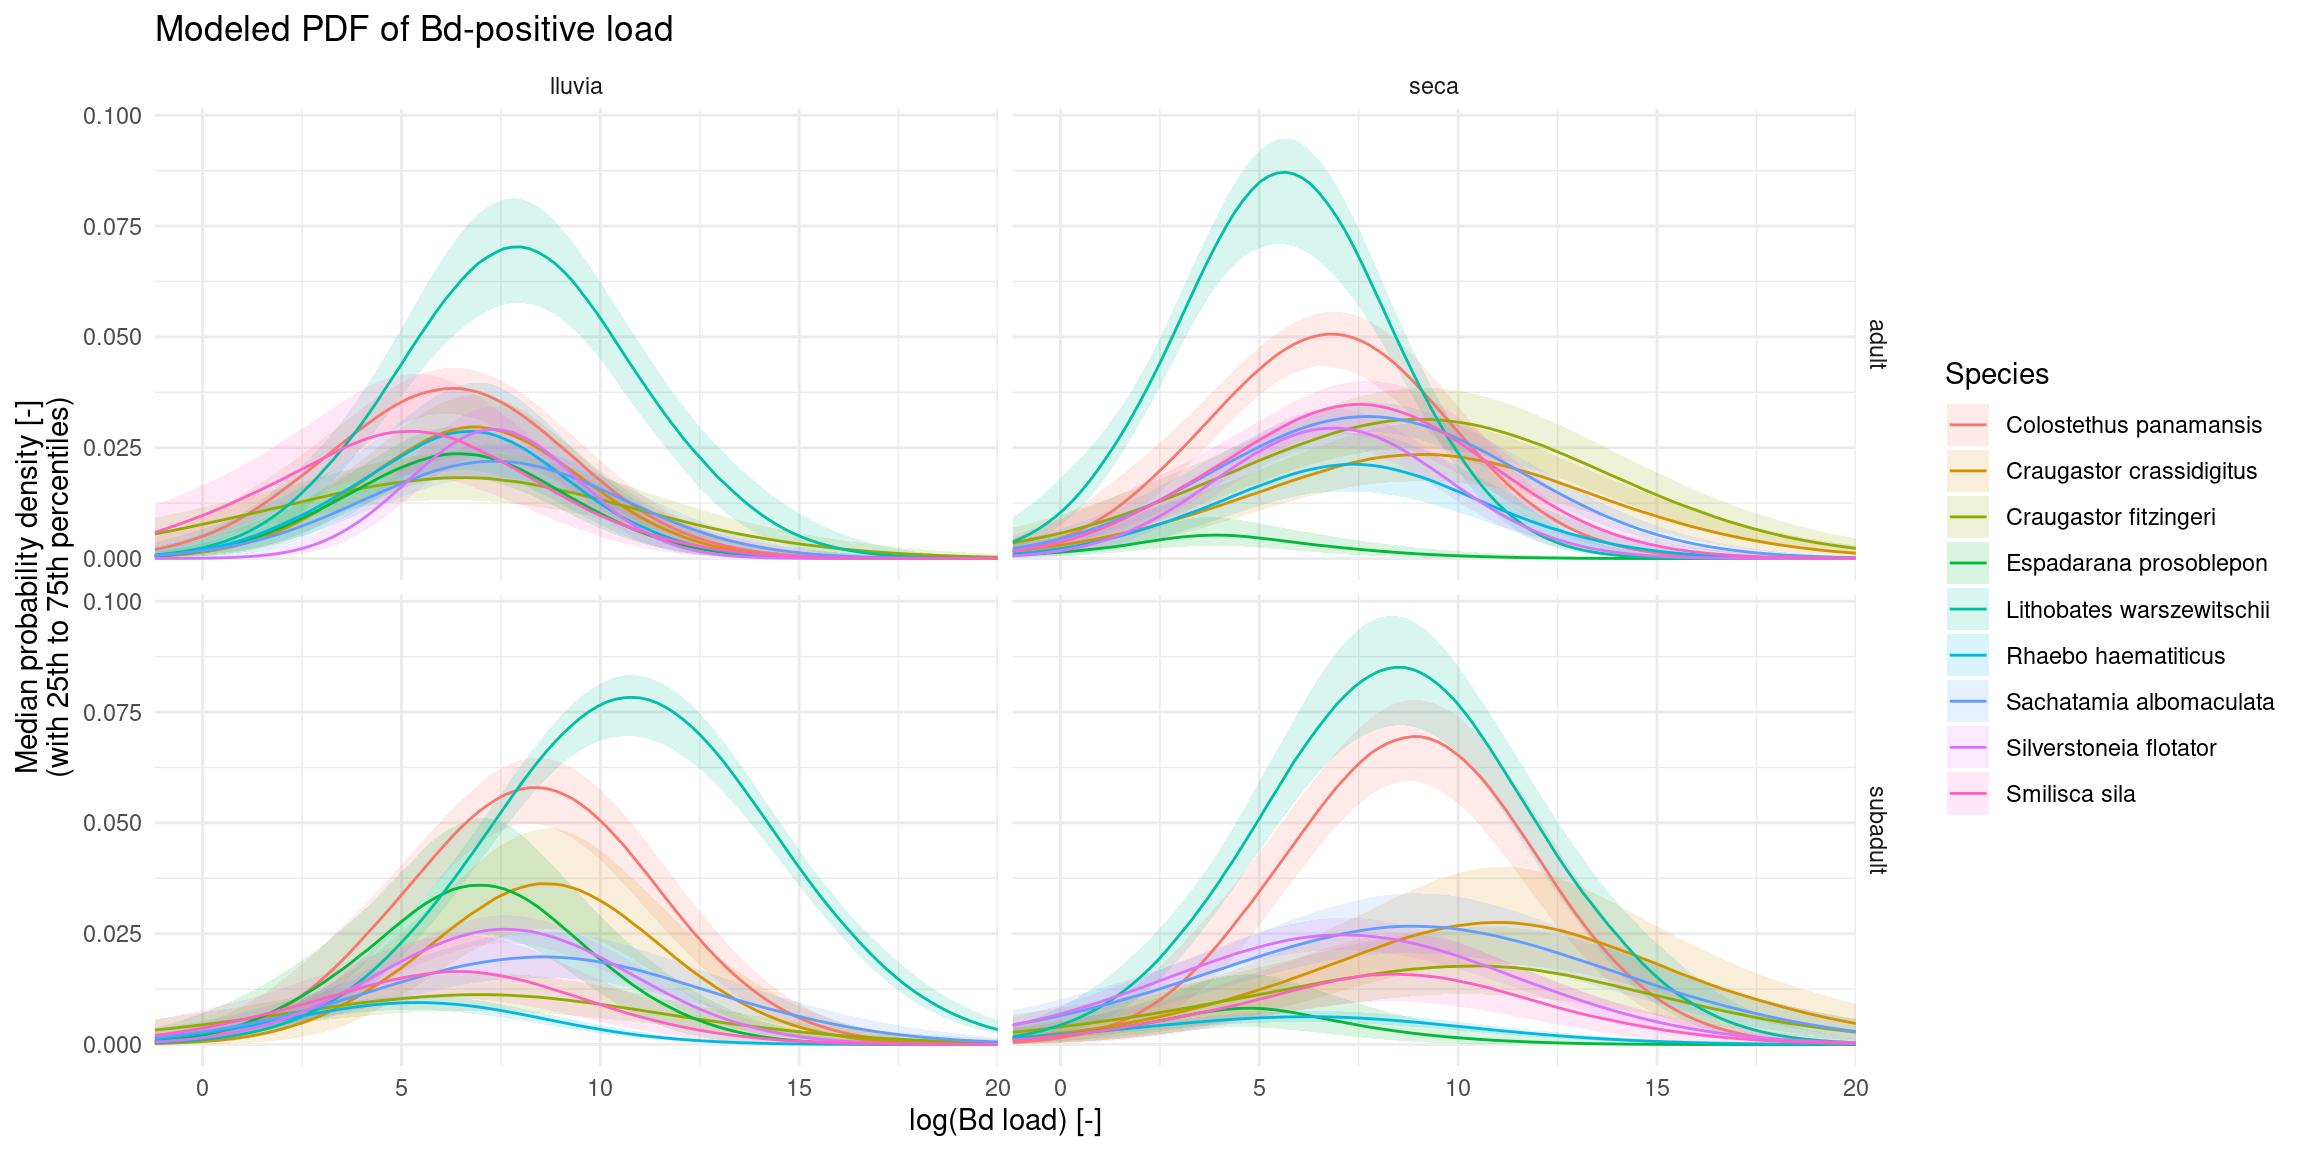 Modeled PDF of Bd-positive load
lluvia
seca
0.100
0.075
0.050
0.025
0.000
adult
0.100
0.075
0.050
0.025
0.000
subadult
0
5
10
15
20
0
5
10
15
20
log(Bd load) [-]
Median probability density [-]
(with 25th to 75th percentiles)
Species
Colostethus panamansis
Craugastor crassidigitus
Craugastor fitzingeri
Espadarana prosoblepon
Lithobates warszewitschii
Rhaebo haematiticus
Sachatamia albomaculata
Silverstoneia flotator
Smilisca sila